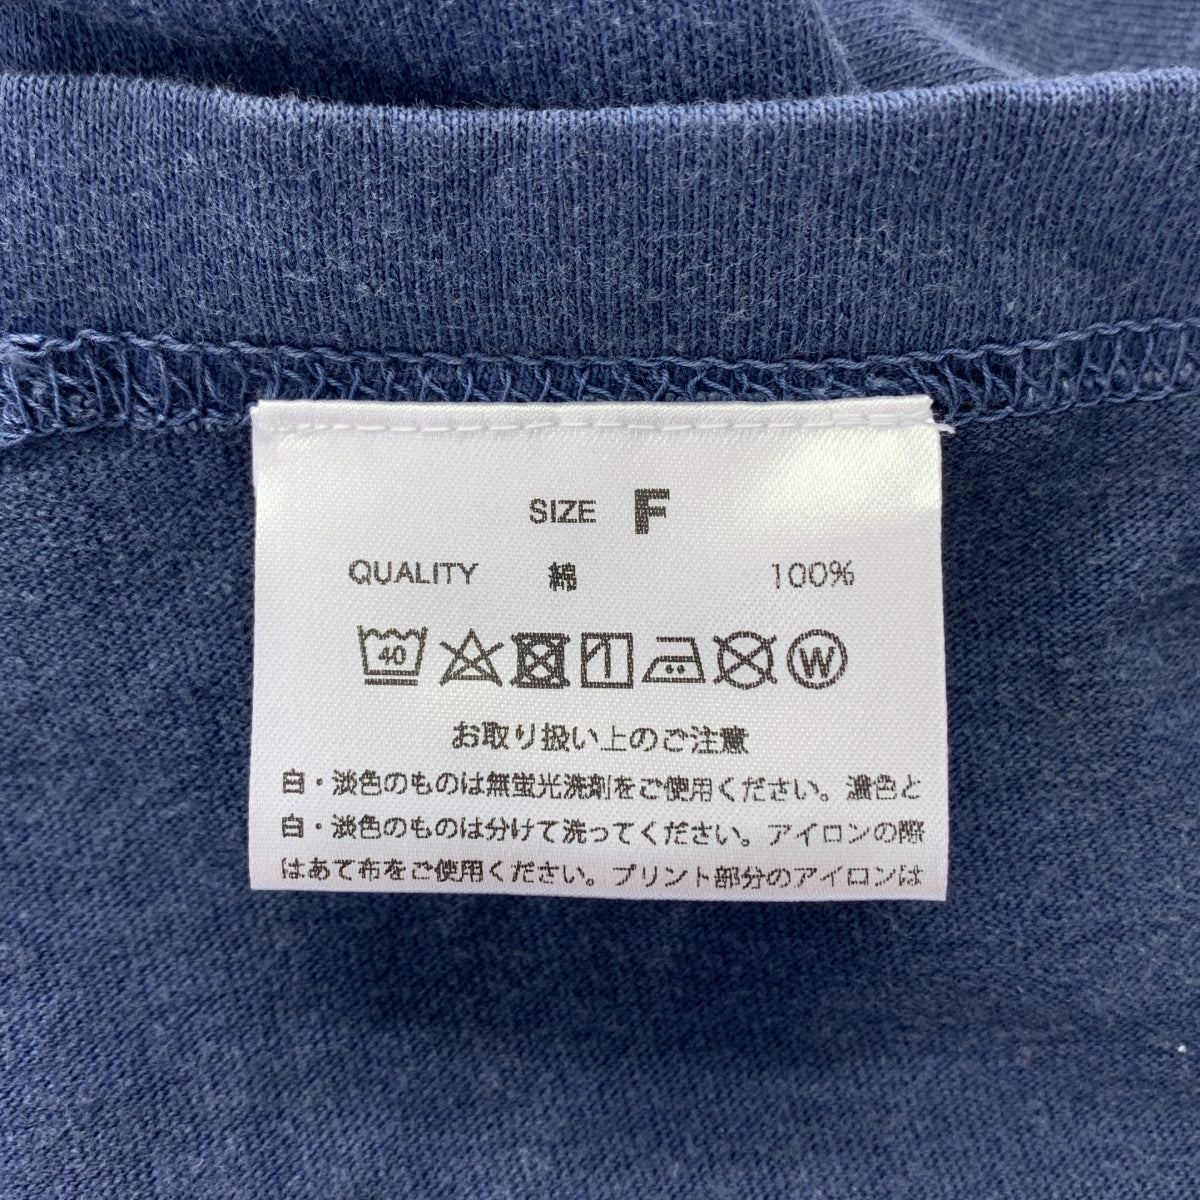 SIZE F
QUALITY 綿 100%
40 W
お取り扱い上のご注意
白・淡色のものは無蛍光洗剤をご使用ください。濃色と
白・淡色のものは分けて洗ってください。アイロンの際
はあて布をご使用ください。プリント部分のアイロンは